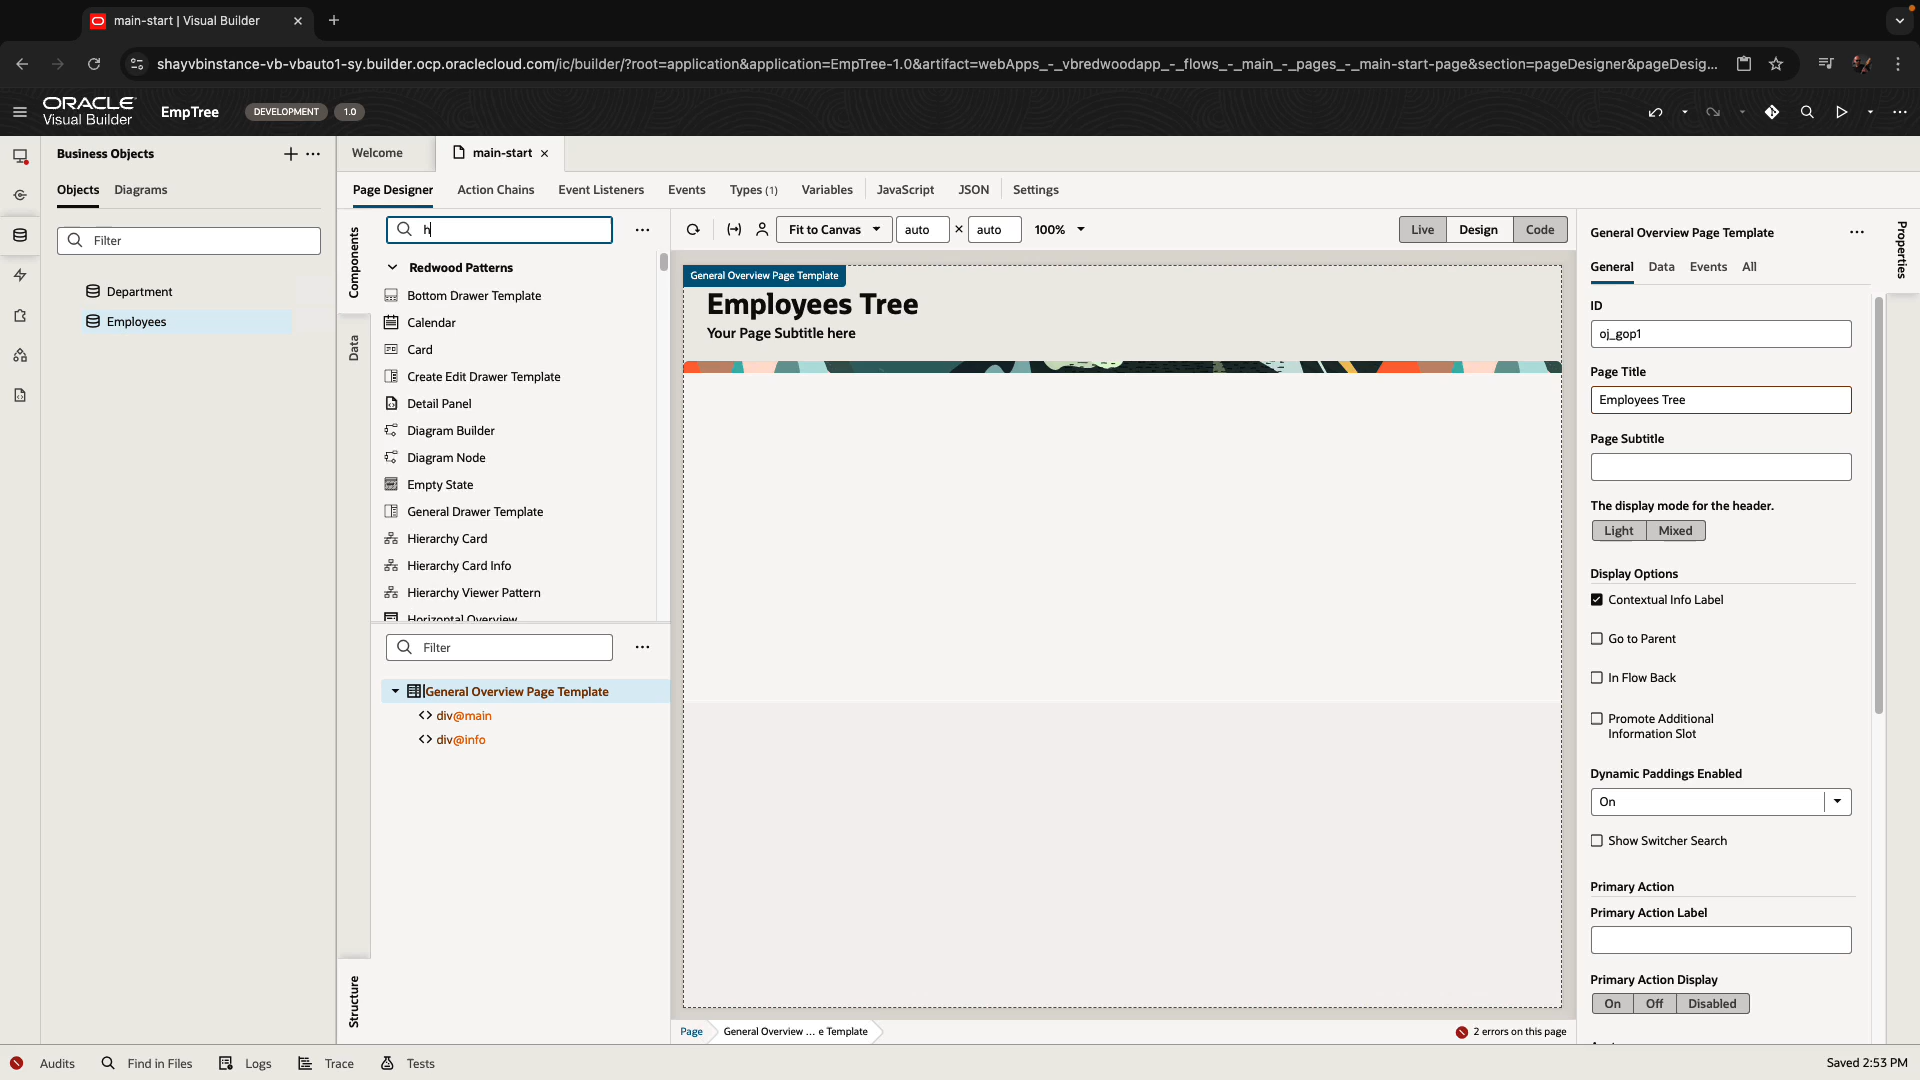 main-start | Visual Builder
shayvbinstance-vb-vbauto1-sy.builder.ocp.oraclecloud.com/ic/builder/?root=application&application=EmpTree-1.0&artifact=webApps_-_vbredwoodapp_-_flows_-_main_-_pages_-_main-start-page&section=pageDesigner&pageDesig...
ORACLE
Visual Builder
EmpTree
DEVELOPMENT
1.0
Business Objects
Objects
Diagrams
Filter
Department
Employees
Welcome
main-start
Page Designer
Action Chains
Event Listeners
Events
Types (1)
Variables
JavaScript
JSON
Settings
Components
Data
Structure
h
Redwood Patterns
Bottom Drawer Template
Calendar
Card
Create Edit Drawer Template
Detail Panel
Diagram Builder
Diagram Node
Empty State
General Drawer Template
Hierarchy Card
Hierarchy Card Info
Hierarchy Viewer Pattern
Horizontal Overview
Filter
General Overview Page Template
div@main
div@info
Fit to Canvas
auto
×
auto
100%
Live
Design
Code
General Overview Page Template
Employees Tree
Your Page Subtitle here
Page
General Overview ... e Template
2 errors on this page
General Overview Page Template
Properties
General
Data
Events
All
ID
oj_gop1
Page Title
Employees Tree
Page Subtitle
The display mode for the header.
Light
Mixed
Display Options
Contextual Info Label
Go to Parent
In Flow Back
Promote Additional
Information Slot
Dynamic Paddings Enabled
On
Show Switcher Search
Primary Action
Primary Action Label
Primary Action Display
On
Off
Disabled
Audits
Find in Files
Logs
Trace
Tests
Saved 2:53 PM